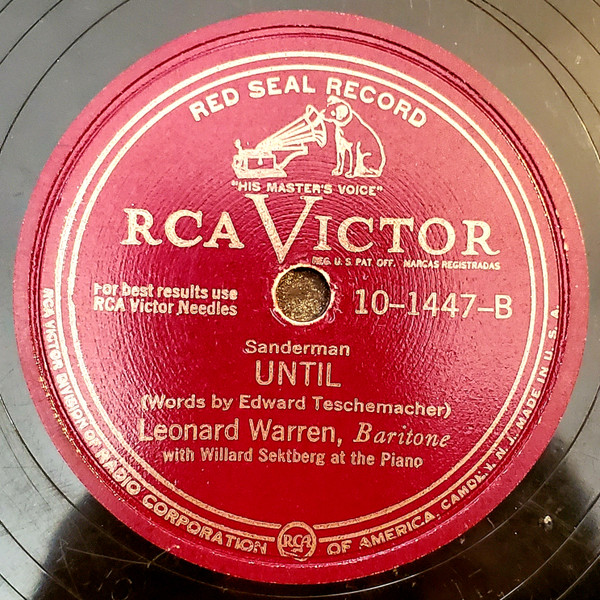 RED SEAL RECORD
"HIS MASTER'S VOICE"
RCA VICTOR
REG. U. S. PAT. OFF. MARCAS REGISTRADAS
For best results use
RCA Victor Needles
10-1447-B
Sanderman
UNTIL
(Words by Edward Teschemacher)
Leonard Warren, Baritone
with Willard Sektberg at the Piano
RCA VICTOR DIVISION OF RADIO CORPORATION OF AMERICA, CAMDEN, N. J. MADE IN U.S.A.
RCA